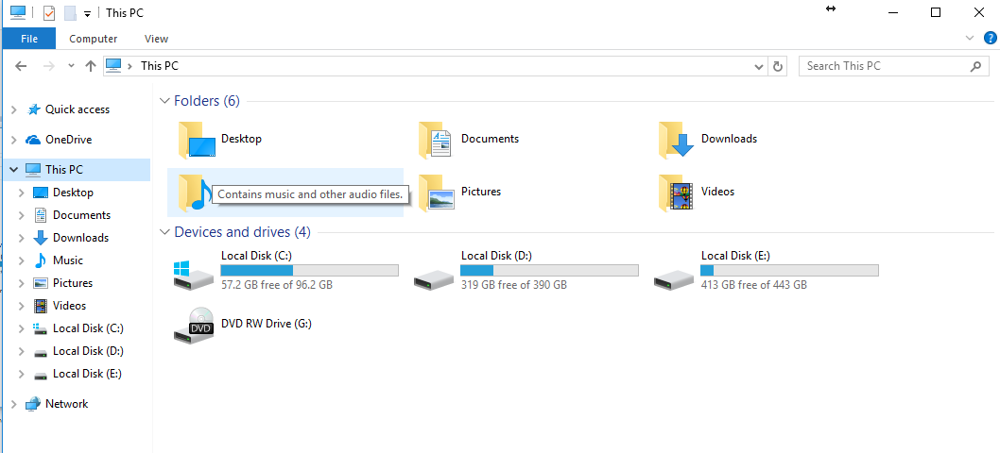 This PC
File Computer View
This PC Search This PC
Quick access
OneDrive
This PC
Desktop
Documents
Downloads
Music
Pictures
Videos
Local Disk (C:)
Local Disk (D:)
Local Disk (E:)
Network
Folders (6)
Desktop Documents Downloads
Contains music and other audio files. Pictures Videos
Devices and drives (4)
Local Disk (C:) Local Disk (D:) Local Disk (E:)
57.2 GB free of 96.2 GB 319 GB free of 390 GB 413 GB free of 443 GB
DVD DVD RW Drive (G:)